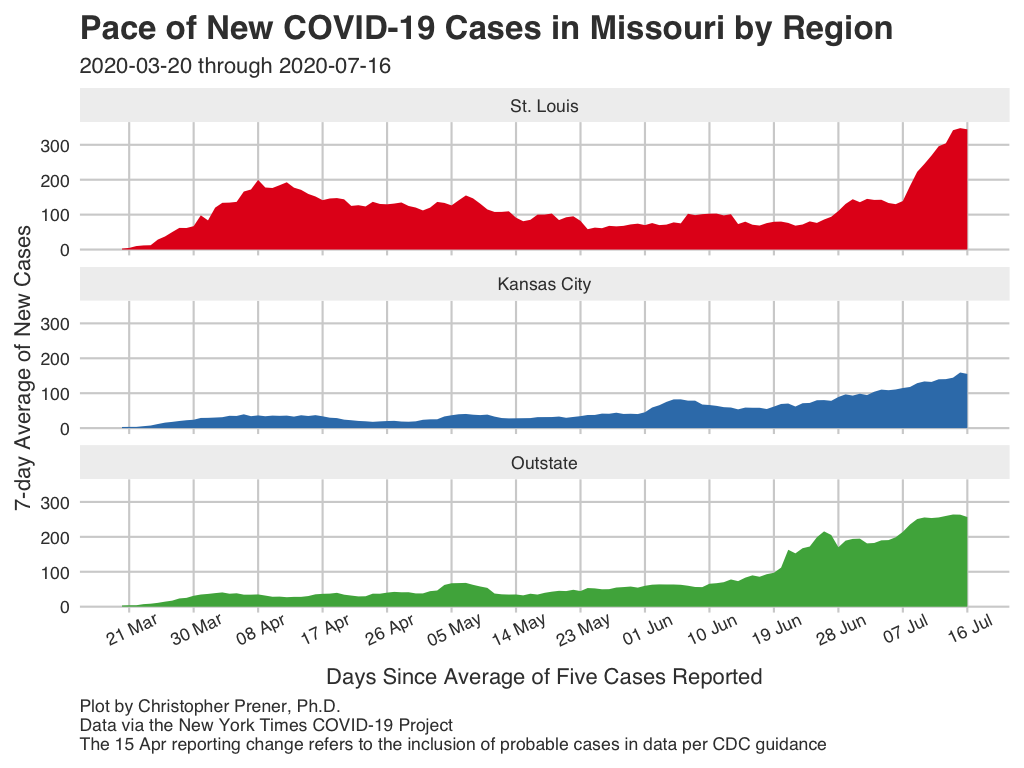 Pace of New COVID-19 Cases in Missouri by Region
2020-03-20 through 2020-07-16
St. Louis
300
200
100
0
Kansas City
300
200
100
0
Outstate
300
200
100
0
7-day Average of New Cases
21 Mar
30 Mar
08 Apr
17 Apr
26 Apr
05 May
14 May
23 May
01 Jun
10 Jun
19 Jun
28 Jun
07 Jul
16 Jul
Days Since Average of Five Cases Reported
Plot by Christopher Prener, Ph.D.
Data via the New York Times COVID-19 Project
The 15 Apr reporting change refers to the inclusion of probable cases in data per CDC guidance